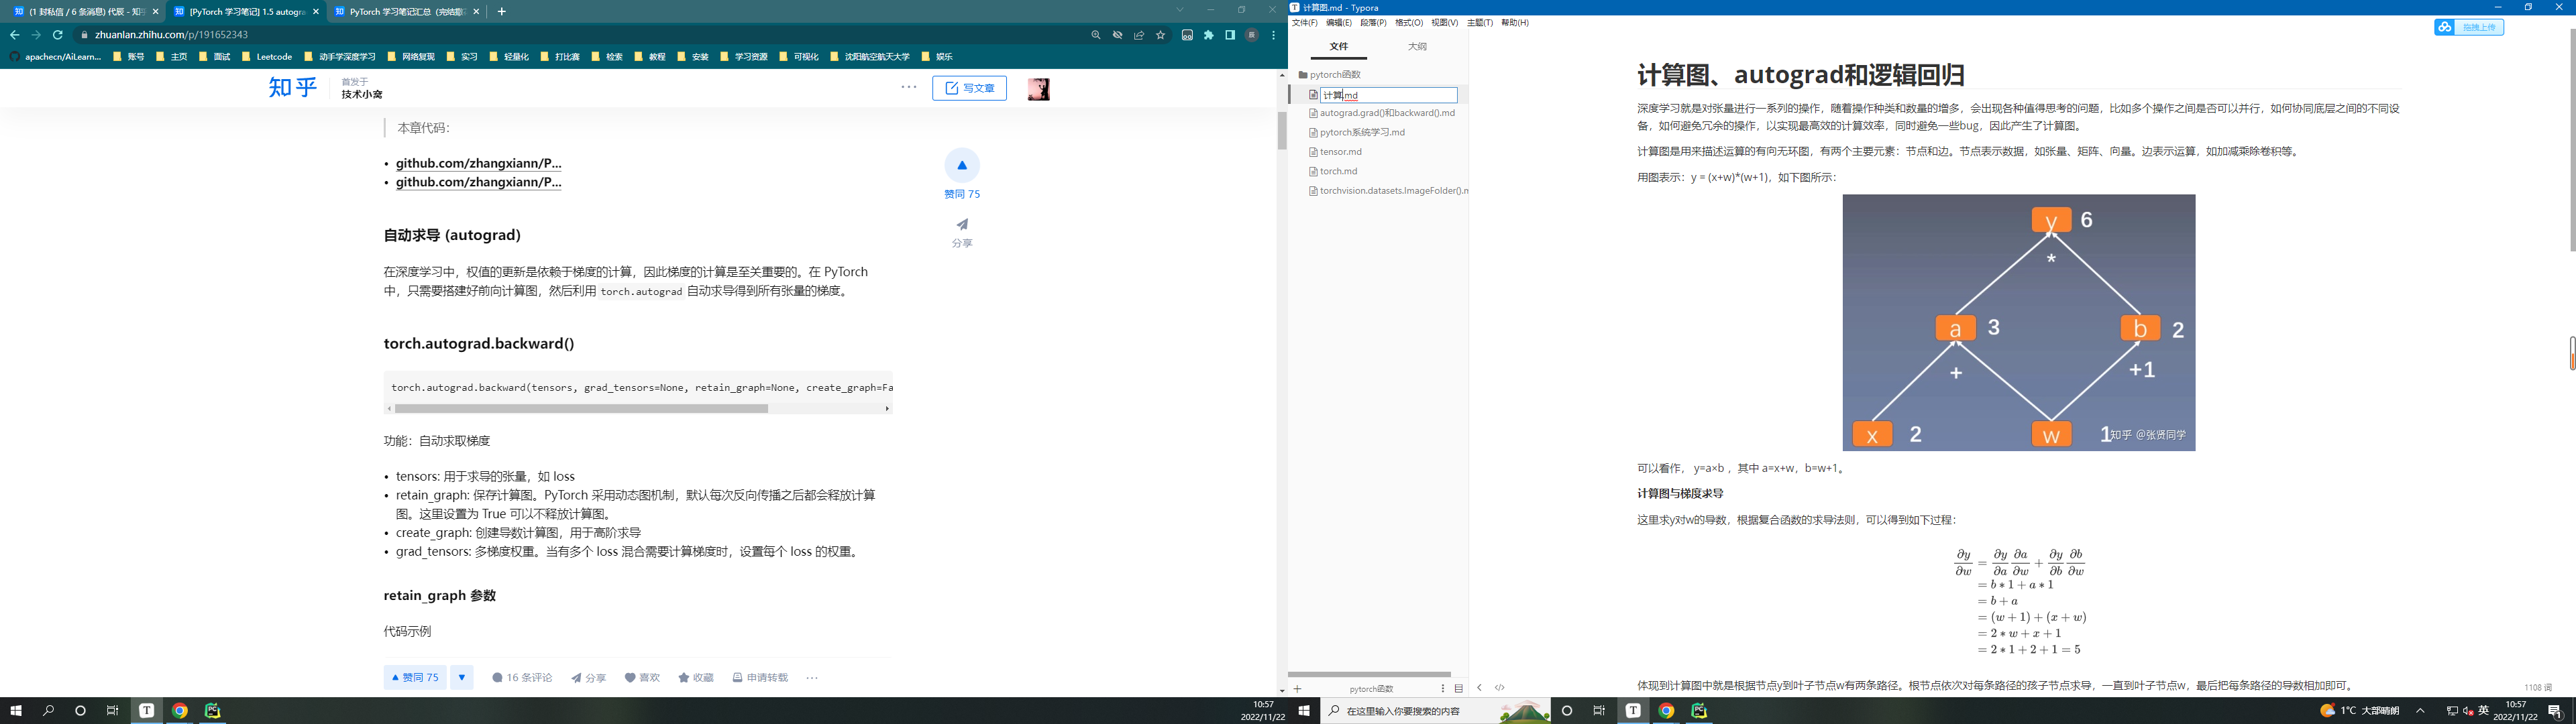 (1 封私信 / 6 条消息) 代辰 - 知乎
[PyTorch 学习笔记] 1.5 autogra
PyTorch 学习笔记汇总（完结撒
zhuanlan.zhihu.com/p/191652343
apachecn/AiLearn...
账号
主页
面试
Leetcode
动手学深度学习
网络复现
实习
轻量化
打比赛
检索
教程
安装
学习资源
可视化
沈阳航空航天大学
娱乐
知乎
首发于
技术小窝
写文章
本章代码：
github.com/zhangxiann/P...
github.com/zhangxiann/P...
赞同 75
分享
自动求导 (autograd)
在深度学习中，权值的更新是依赖于梯度的计算，因此梯度的计算是至关重要的。在 PyTorch
中，只需要搭建好前向计算图，然后利用 torch.autograd 自动求导得到所有张量的梯度。
torch.autograd.backward()
torch.autograd.backward(tensors, grad_tensors=None, retain_graph=None, create_graph=Fa
功能：自动求取梯度
• tensors: 用于求导的张量，如 loss
• retain_graph: 保存计算图。PyTorch 采用动态图机制，默认每次反向传播之后都会释放计算
图。这里设置为 True 可以不释放计算图。
• create_graph: 创建导数计算图，用于高阶求导
• grad_tensors: 多梯度权重。当有多个 loss 混合需要计算梯度时，设置每个 loss 的权重。
retain_graph 参数
代码示例
赞同 75
16 条评论
分享
喜欢
收藏
申请转载
10:57
2022/11/22
计算图.md - Typora
文件(F) 编辑(E) 段落(P) 格式(O) 视图(V) 主题(T) 帮助(H)
拖拽上传
文件
大纲
pytorch函数
计算.md
autograd.grad()和backward().md
pytorch系统学习.md
tensor.md
torch.md
torchvision.datasets.ImageFolder().m
pytorch函数
计算图、autograd和逻辑回归
深度学习就是对张量进行一系列的操作，随着操作种类和数量的增多，会出现各种值得思考的问题，比如多个操作之间是否可以并行，如何协同底层之间的不同设
备，如何避免冗余的操作，以实现最高效的计算效率，同时避免一些bug，因此产生了计算图。
计算图是用来描述运算的有向无环图，有两个主要元素：节点和边。节点表示数据，如张量、矩阵、向量。边表示运算，如加减乘除卷积等。
用图表示：y = (x+w)*(w+1)，如下图所示：
y 6
*
a 3
b 2
+
+1
x 2
w 1
知乎 @张贤同学
可以看作， y=a×b ，其中 a=x+w，b=w+1。
计算图与梯度求导
这里求y对w的导数，根据复合函数的求导法则，可以得到如下过程：
∂y/∂w = ∂y/∂a ∂a/∂w + ∂y/∂b ∂b/∂w
= b * 1 + a * 1
= b + a
= (w + 1) + (x + w)
= 2 * w + x + 1
= 2 * 1 + 2 + 1 = 5
体现到计算图中就是根据节点y到叶子节点w有两条路径。根节点依次对每条路径的孩子节点求导，一直到叶子节点w，最后把每条路径的导数相加即可。
1108 词
在这里输入你要搜索的内容
1°C 大部晴朗
英
10:57
2022/11/22